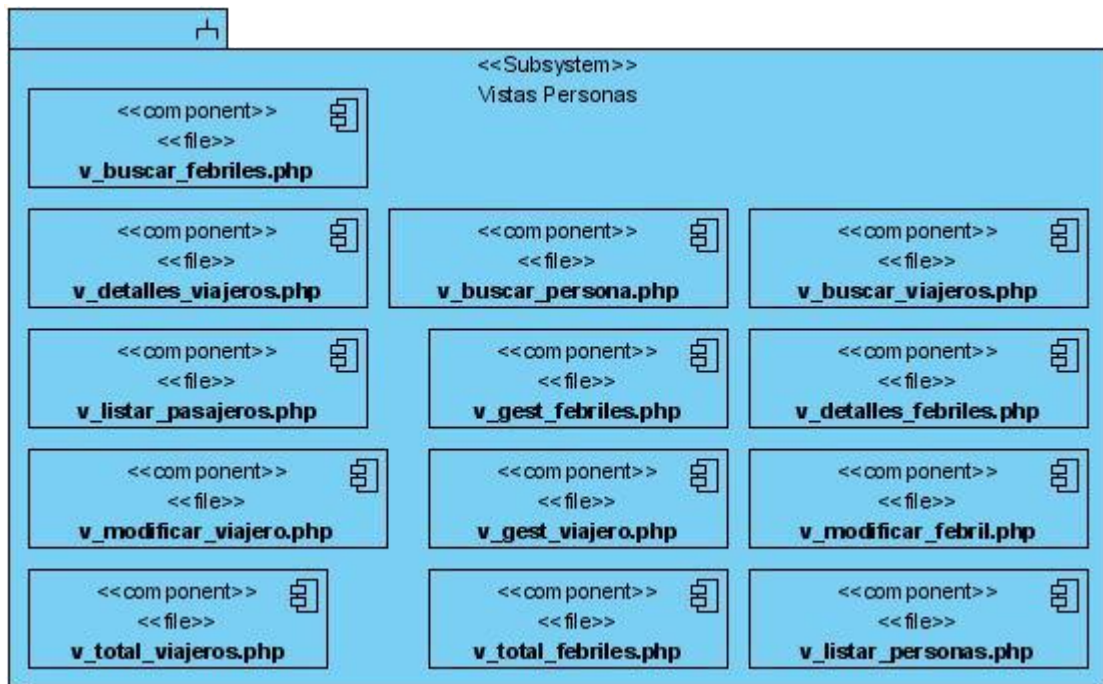 <<Subsystem>>
Vistas Personas
<<component>>
<<file>>
v_buscar_febriles.php
<<component>>
<<file>>
v_detalles_viajeros.php
<<component>>
<<file>>
v_buscar_persona.php
<<component>>
<<file>>
v_buscar_viajeros.php
<<component>>
<<file>>
v_listar_pasajeros.php
<<component>>
<<file>>
v_gest_febriles.php
<<component>>
<<file>>
v_detalles_febriles.php
<<component>>
<<file>>
v_modificar_viajero.php
<<component>>
<<file>>
v_gest_viajero.php
<<component>>
<<file>>
v_modificar_febril.php
<<component>>
<<file>>
v_total_viajeros.php
<<component>>
<<file>>
v_total_febriles.php
<<component>>
<<file>>
v_listar_personas.php